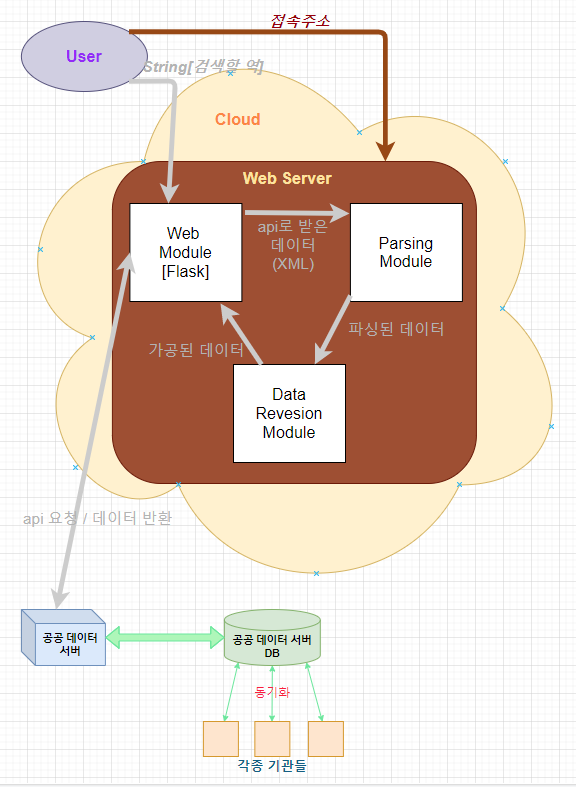 접속주소
User
String[검색할 역]
Cloud
Web Server
Web
Module
[Flask]
api로 받은
데이터
(XML)
Parsing
Module
가공된 데이터
파싱된 데이터
Data
Revesion
Module
api 요청 / 데이터 반환
공공 데이터
서버
공공 데이터 서버
DB
동기화
각종 기관들